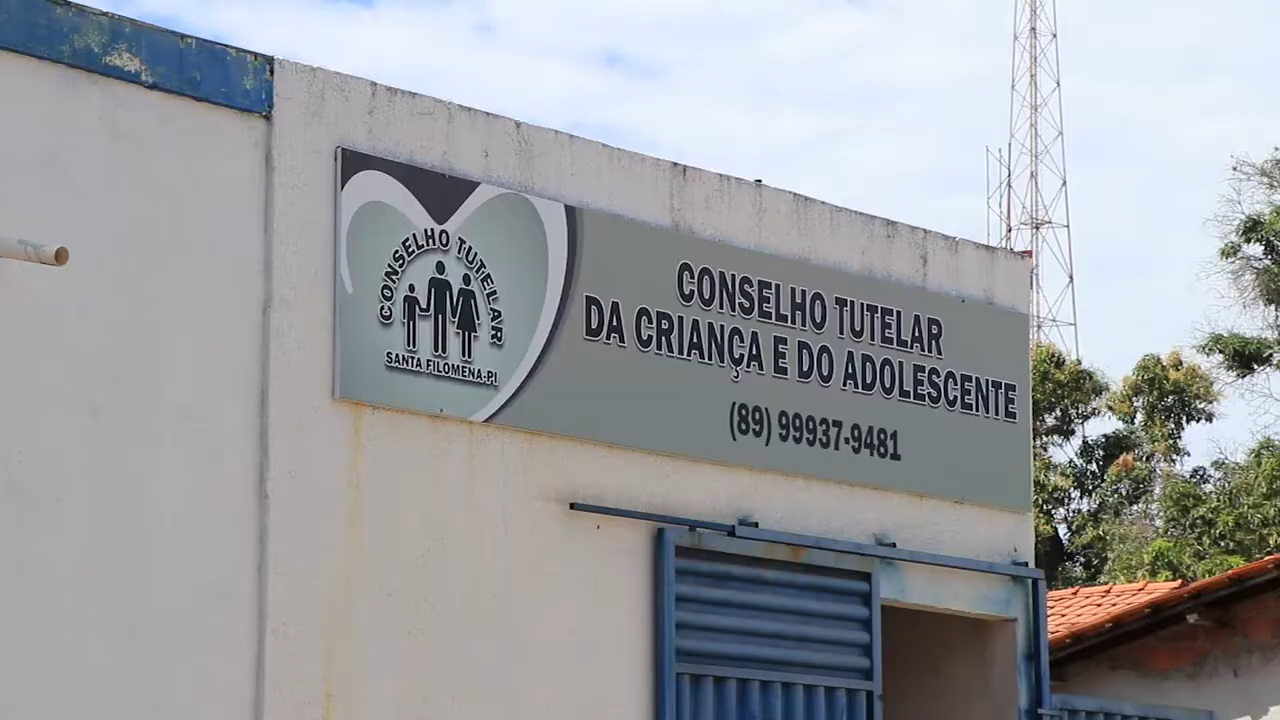 CONSELHO TUTELAR
SANTA FILOMENA-PI
CONSELHO TUTELAR
DA CRIANÇA E DO ADOLESCENTE
(89) 99937-9481